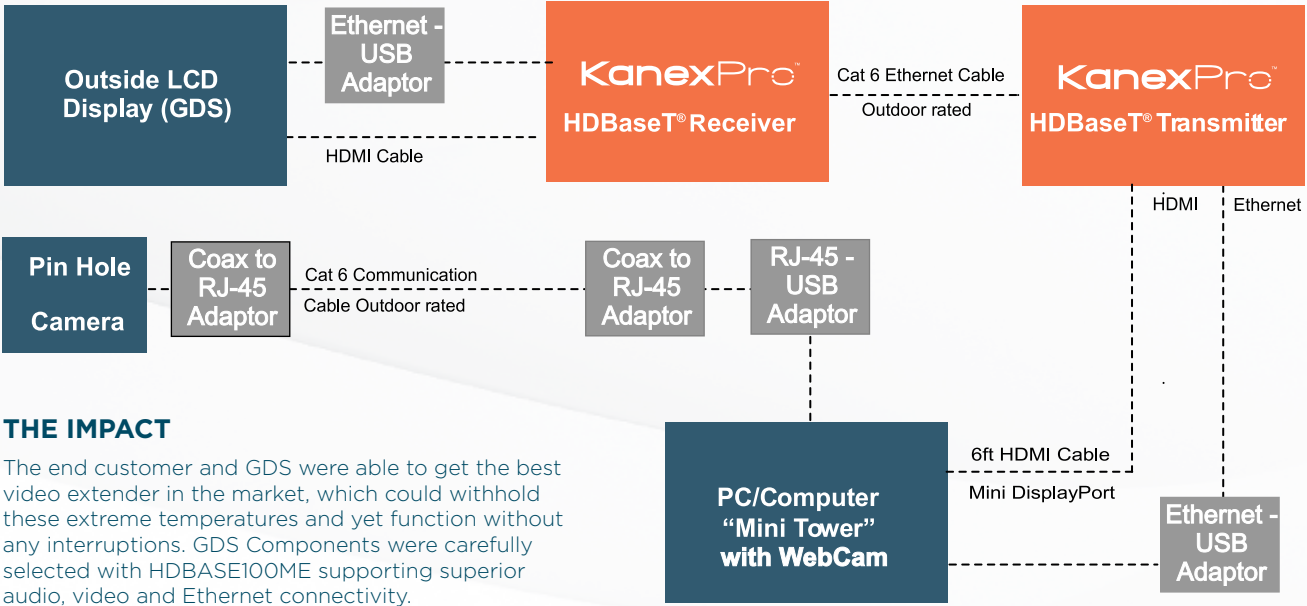 Outside LCD
Display (GDS)
Ethernet -
USB
Adaptor
HDMI Cable
KanexPro™
HDBaseT® Receiver
Cat 6 Ethernet Cable
Outdoor rated
KanexPro™
HDBaseT® Transmitter
HDMI
Ethernet
Pin Hole
Camera
Coax to
RJ-45
Adaptor
Cat 6 Communication
Cable Outdoor rated
Coax to
RJ-45
Adaptor
RJ-45 -
USB
Adaptor
THE IMPACT
The end customer and GDS were able to get the best
video extender in the market, which could withhold
these extreme temperatures and yet function without
any interruptions. GDS Components were carefully
selected with HDBASE100ME supporting superior
audio, video and Ethernet connectivity.
PC/Computer
“Mini Tower”
with WebCam
6ft HDMI Cable
Mini DisplayPort
Ethernet -
USB
Adaptor